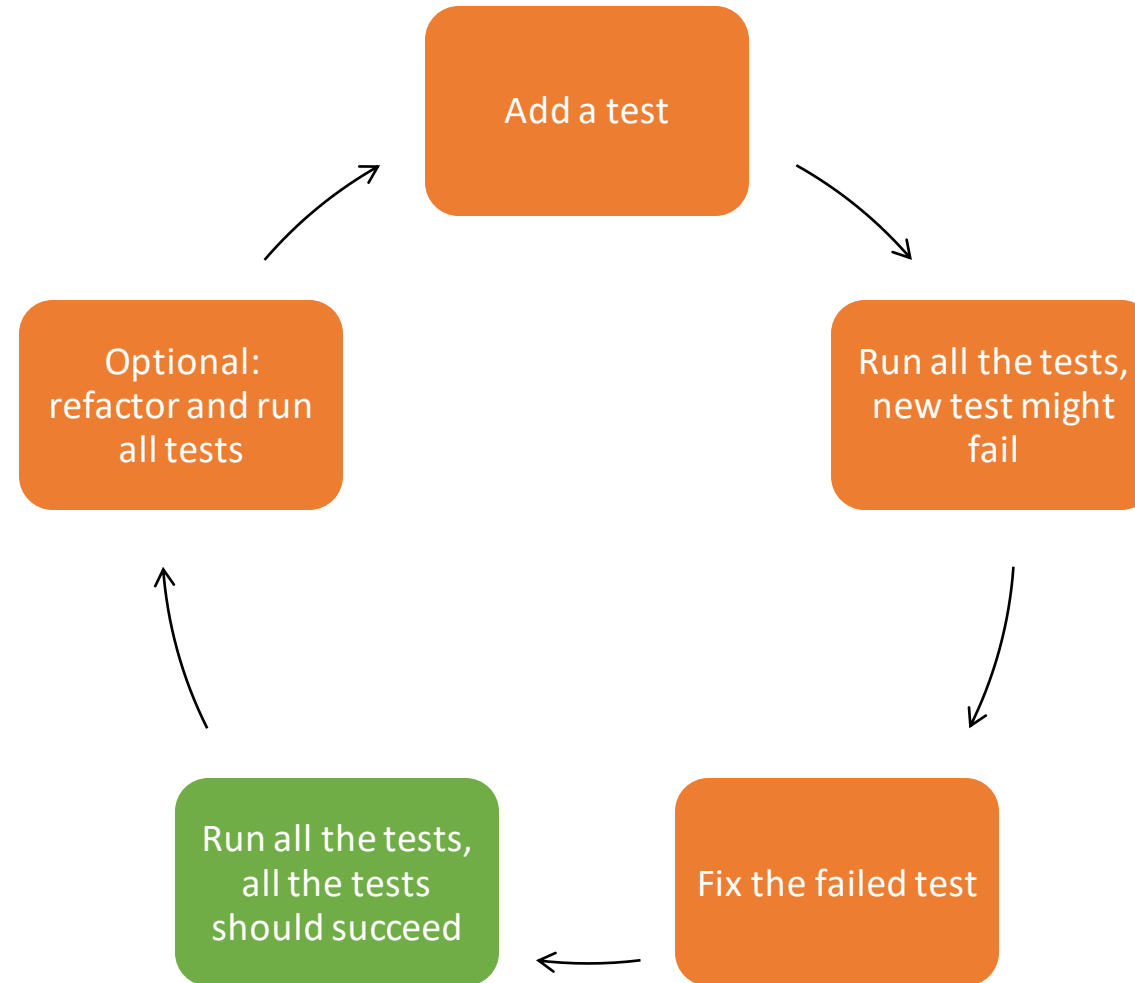 Add a test
Run all the tests,
new test might
fail
Fix the failed test
Run all the tests,
all the tests
should succeed
Optional:
refactor and run
all tests